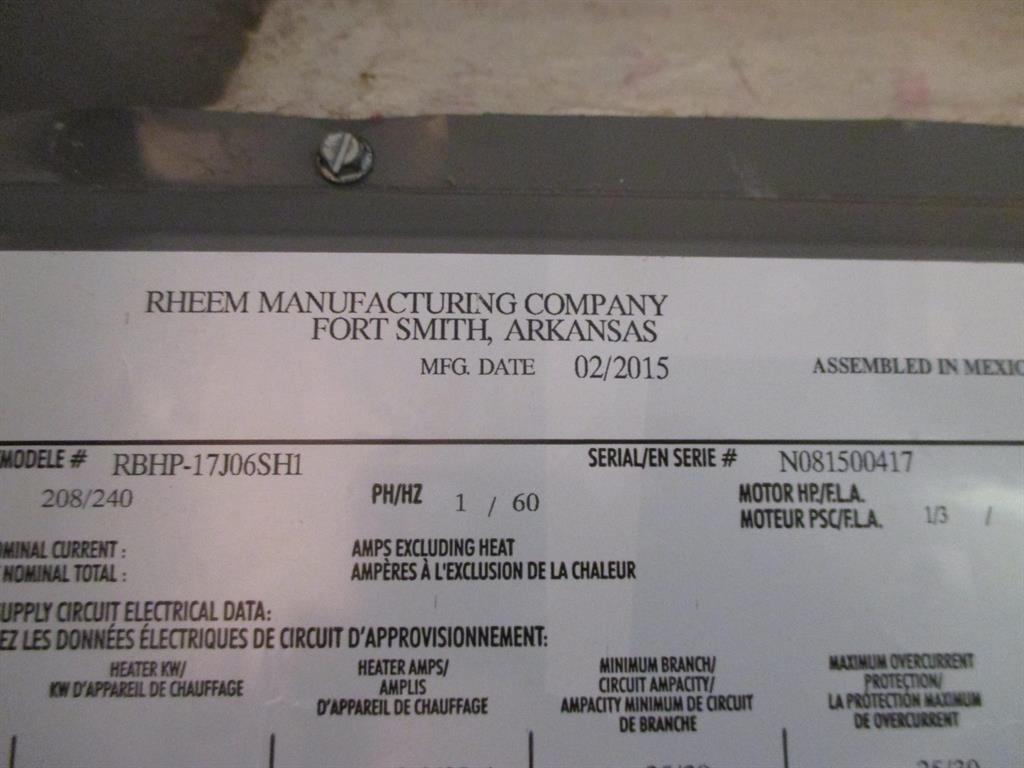 RHEEM MANUFACTURING COMPANY
FORT SMITH, ARKANSAS
MFG. DATE 02/2015 ASSEMBLED IN MEXIC
MODELE # RBHP-17J06SH1 SERIAL/EN SERIE # N081500417
208/240 PH/HZ 1 / 60 MOTOR HP./F.L.A.
MOTEUR PSC/F.L.A. 1/3 /
OMINAL CURRENT : AMPS EXCLUDING HEAT
NOMINAL TOTAL : AMPÈRES À L'EXCLUSION DE LA CHALEUR
UPPLY CIRCUIT ELECTRICAL DATA:
EZ LES DONNÉES ÉLECTRIQUES DE CIRCUIT D'APPROVISIONNEMENT:
HEATER KW/
KW D'APPAREIL DE CHAUFFAGE
HEATER AMPS/
AMPLIS
D'APPAREIL DE CHAUFFAGE
MINIMUM BRANCH/
CIRCUIT AMPACITY/
AMPACITY MINIMUM DE CIRCUIT
DE BRANCHE
MAXIMUM OVERCURRENT
PROTECTION/
LA PROTECTION MAXIMUM
DE OVERCURRENT